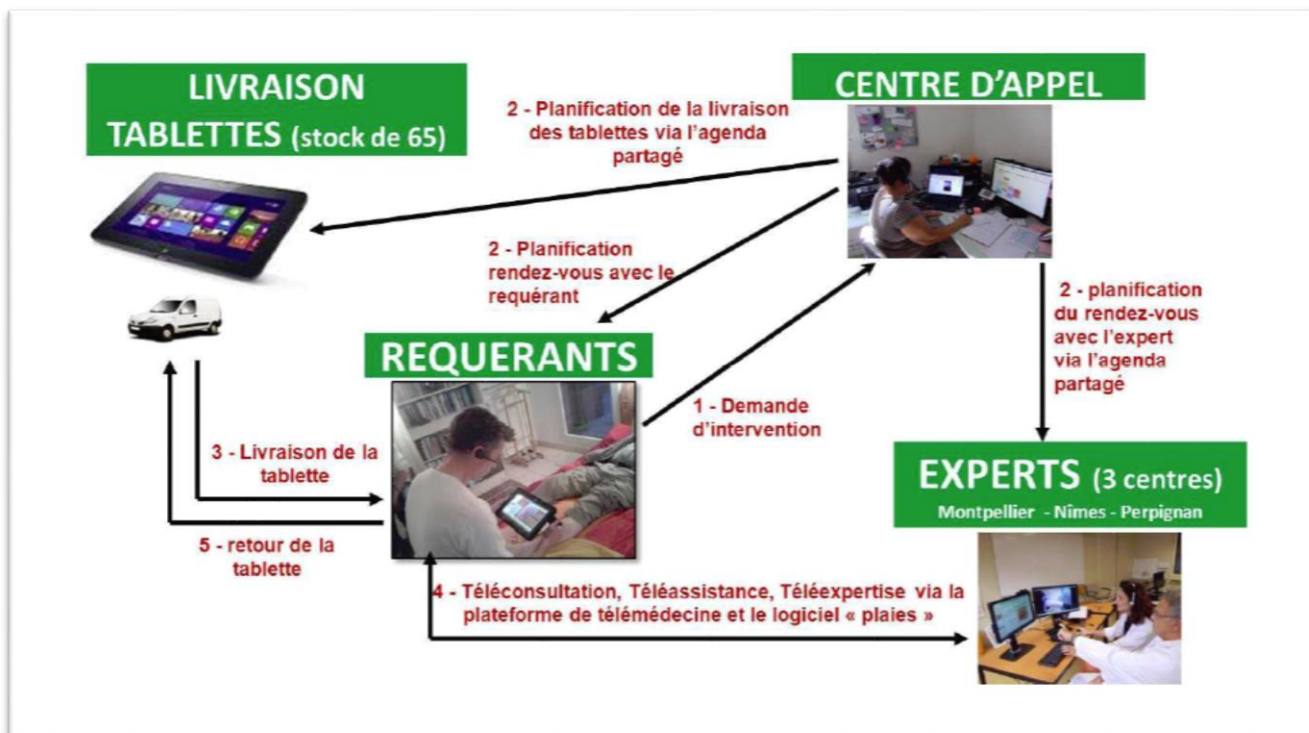 LIVRAISON
TABLETTES (stock de 65)
CENTRE D'APPEL
2 - Planification de la livraison
des tablettes via l'agenda
partagé
2 - Planification
rendez-vous avec le
requérant
2 - planification
du rendez-vous
avec l'expert
via l'agenda
partagé
REQUERANTS
1 - Demande
d'intervention
3 - Livraison de la
tablette
EXPERTS (3 centres)
Montpellier - Nîmes - Perpignan
5 - retour de la
tablette
4 - Téléconsultation, Téléassistance, Téléexpertise via la
plateforme de télémédecine et le logiciel « plaies »